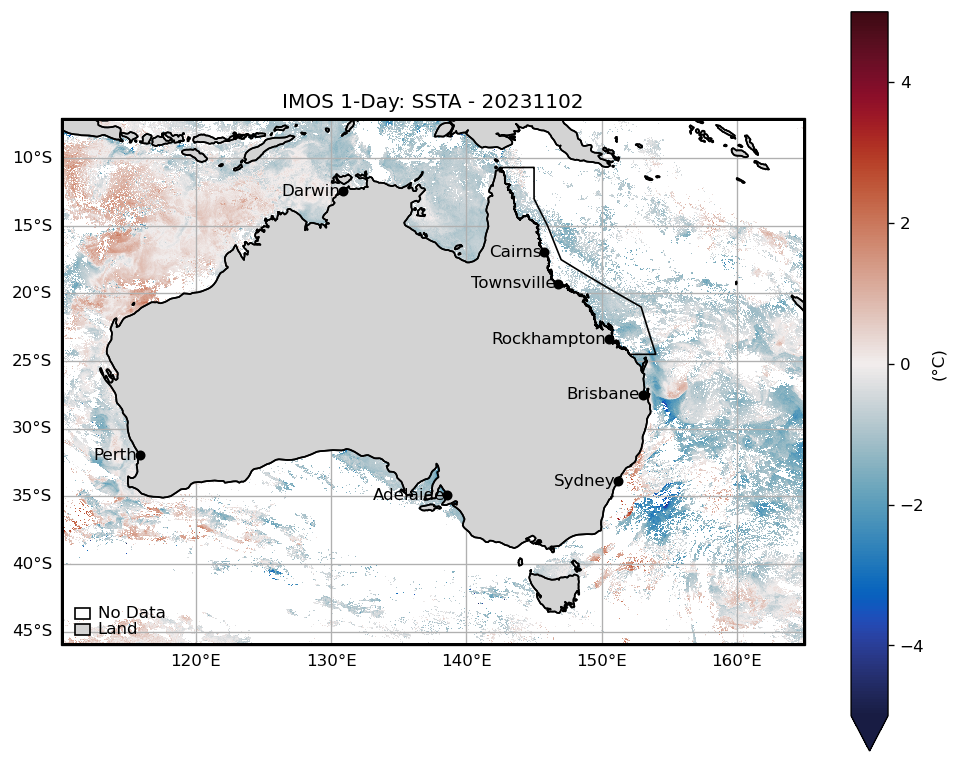 IMOS 1-Day: SSTA - 20231102
4
2
0
−2
−4
(°C)
10°S
15°S
20°S
25°S
30°S
35°S
40°S
45°S
Darwin
Cairns
Townsville
Rockhampton
Brisbane
Perth
Sydney
Adelaide
No Data
Land
120°E
130°E
140°E
150°E
160°E